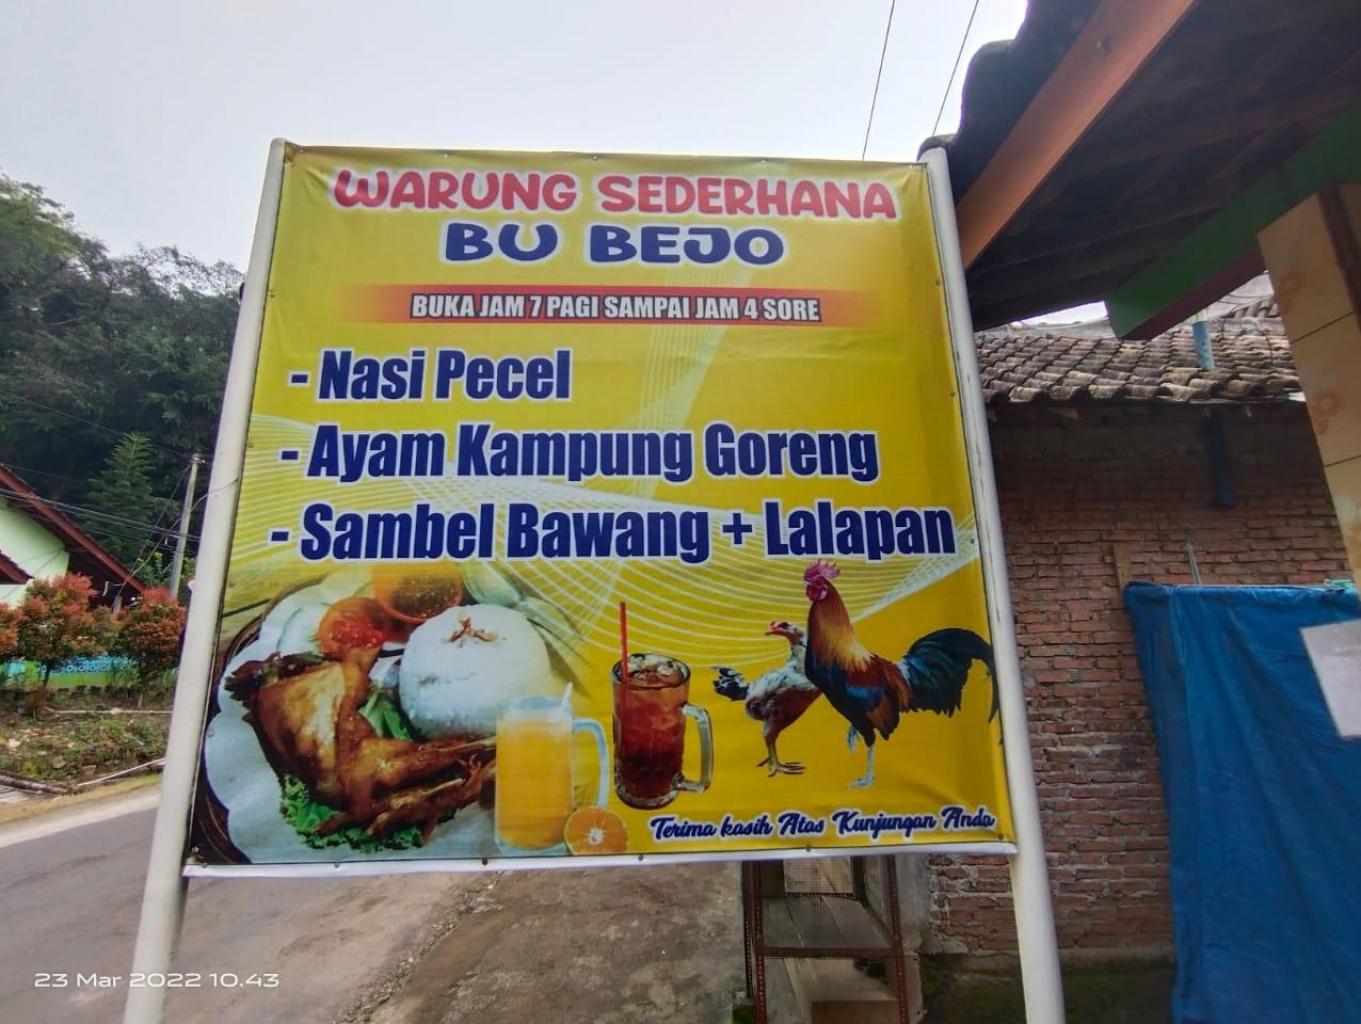 WARUNG SEDERHANA
BU BEJO
BUKA JAM 7 PAGI SAMPAI JAM 4 SORE
- Nasi Pecel
- Ayam Kampung Goreng
- Sambel Bawang + Lalapan
Terima kasih Atas Kunjungan Anda
23 Mar 2022 10.43